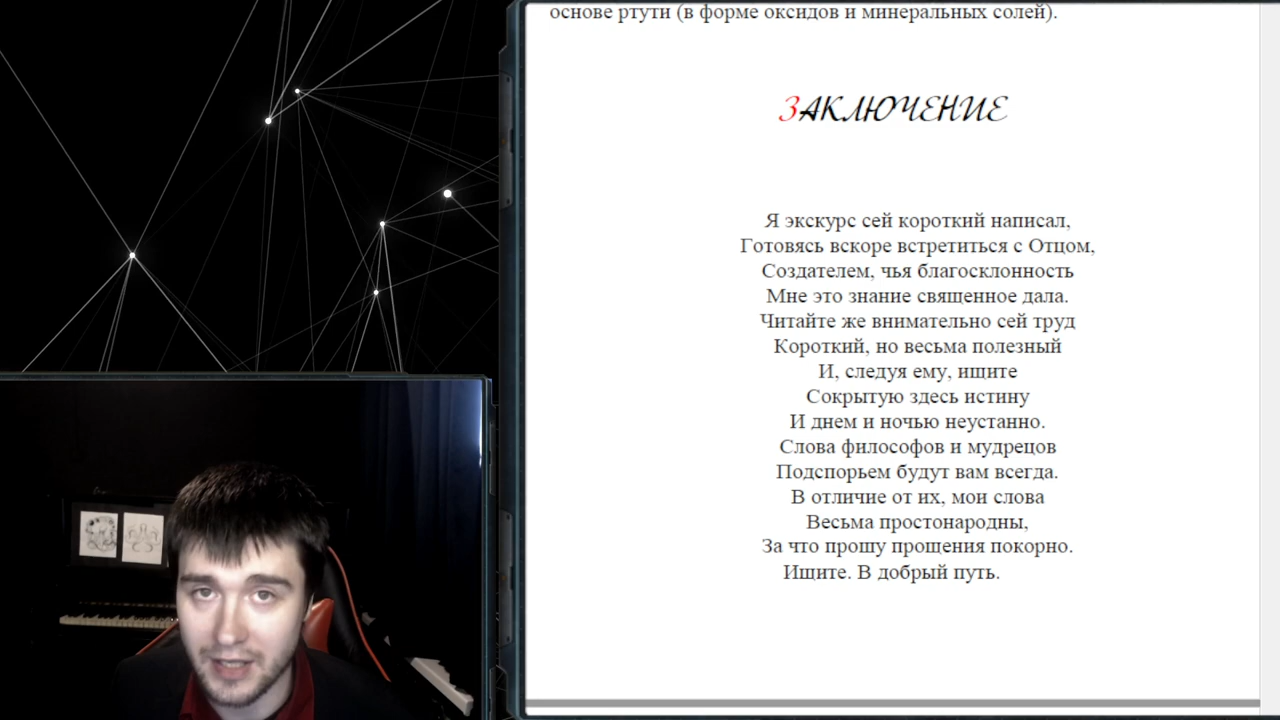 основе ртути (в форме оксидов и минеральных солей).
ЗАКЛЮЧЕНИЕ
Я экскурс сей короткий написал,
Готовясь вскоре встретиться с Отцом,
Создателем, чья благосклонность
Мне это знание священное дала.
Читайте же внимательно сей труд
Короткий, но весьма полезный
И, следуя ему, ищите
Сокрытую здесь истину
И днем и ночью неустанно.
Слова философов и мудрецов
Подспорьем будут вам всегда.
В отличие от их, мои слова
Весьма простонародны,
За что прошу прощения покорно.
Ищите. В добрый путь.